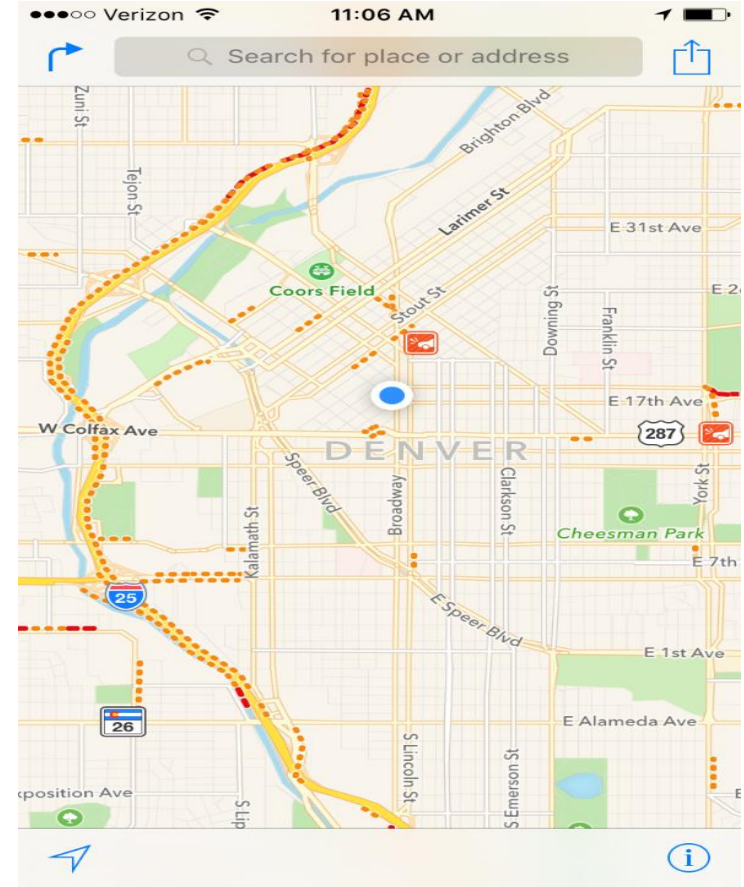 Verizon
11:06 AM
Search for place or address
Zuni St
Tejon St
Brighton Blvd
Larimer St
E 31st Ave
Coors Field
Stout St
Downing St
Franklin St
E 2
E 17th Ave
W Colfax Ave
287
DENVER
Speer Blvd
Broadway
Clarkson St
York St
Kalamath St
Cheesman Park
E 7th
25
E Speer Blvd
E 1st Ave
26
E Alameda Ave
S Lincoln St
S Emerson St
xposition Ave
E
S Lip